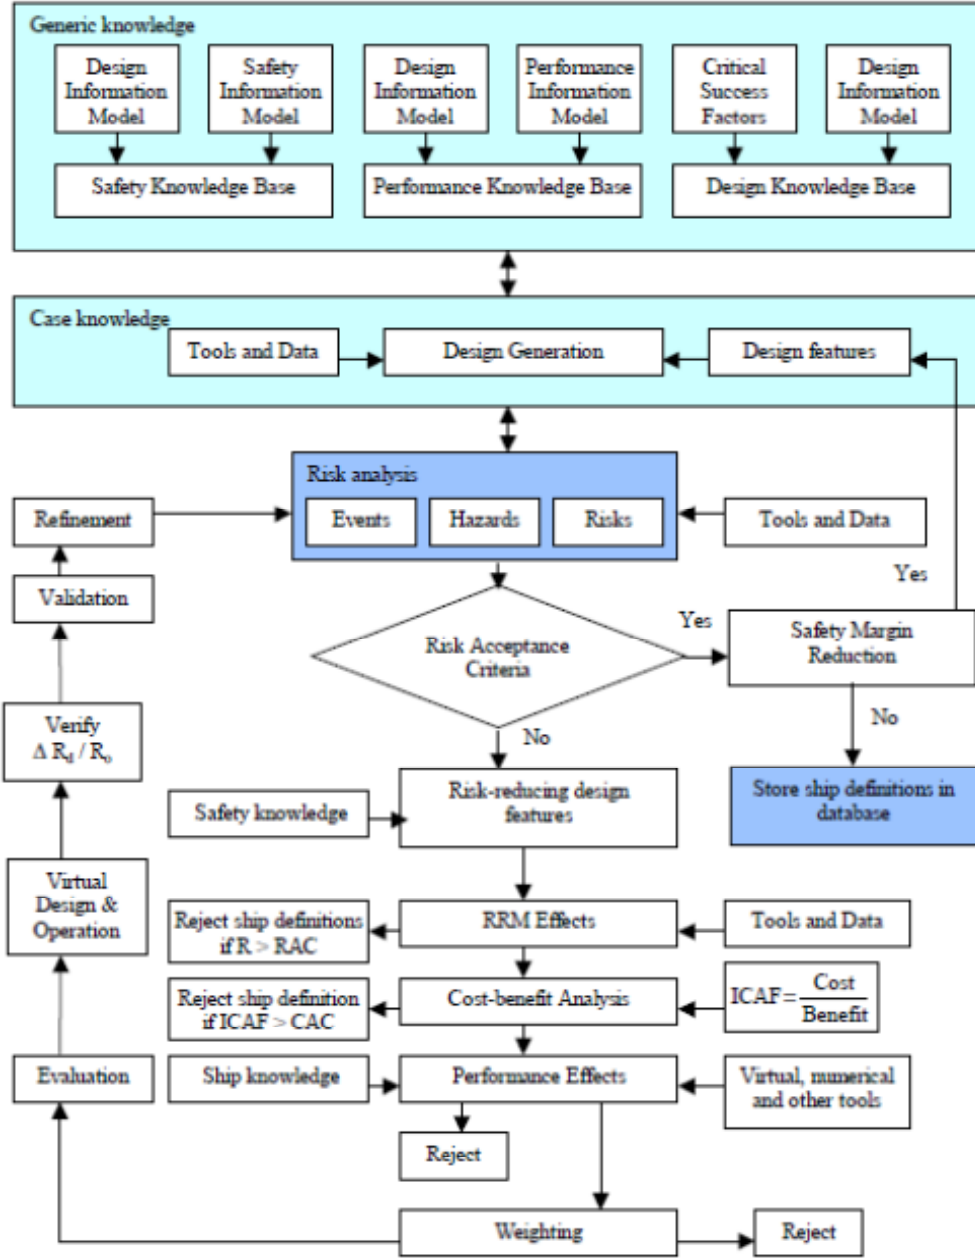 Generic knowledge
Design
Information
Model
Safety
Information
Model
Design
Information
Model
Performance
Information
Model
Critical
Success
Factors
Design
Information
Model
Safety Knowledge Base
Performance Knowledge Base
Design Knowledge Base
Case knowledge
Tools and Data
Design Generation
Design features
Risk analysis
Events
Hazards
Risks
Refinement
Tools and Data
Yes
Validation
Risk Acceptance
Criteria
Yes
Safety Margin
Reduction
No
No
Verify
Δ R_d / R_o
Safety knowledge
Risk-reducing design
features
Store ship definitions in
database
Virtual
Design &
Operation
Reject ship definitions
if R > RAC
RRM Effects
Tools and Data
Reject ship definition
if ICAF > CAC
Cost-benefit Analysis
ICAF = Cost
Benefit
Evaluation
Ship knowledge
Performance Effects
Virtual, numerical
and other tools
Reject
Weighting
Reject